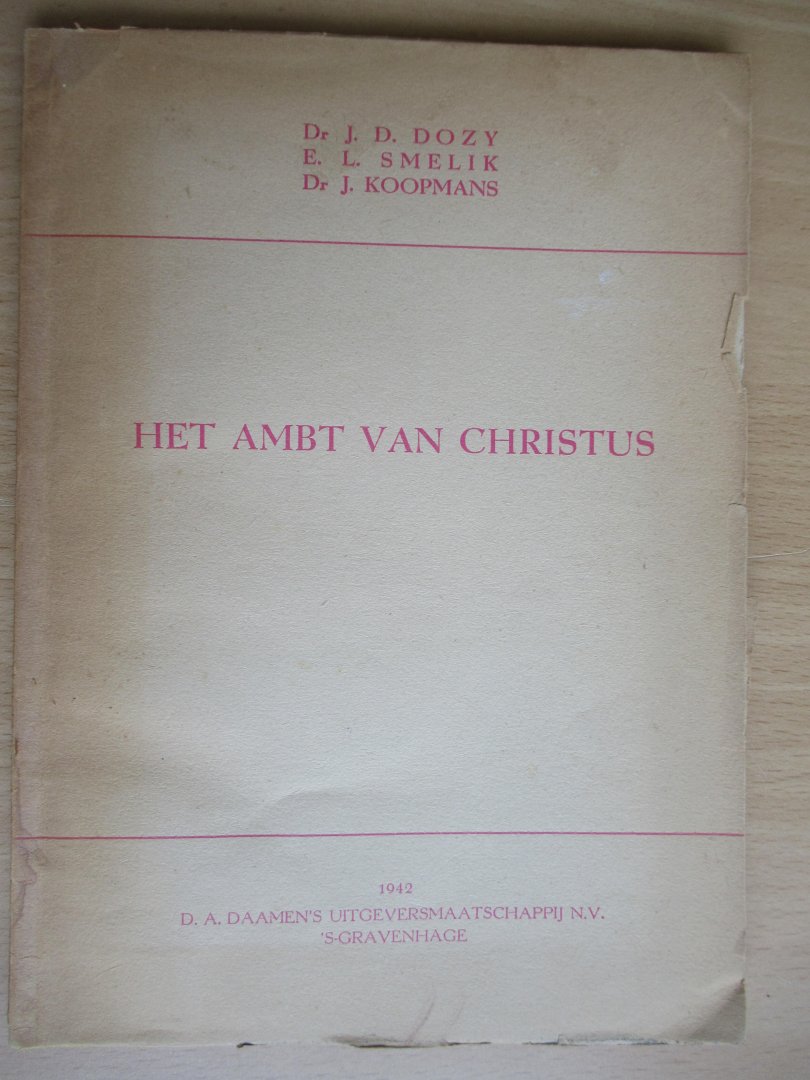 Dr J. D. DOZY
E. L. SMELIK
Dr J. KOOPMANS
HET AMBT VAN CHRISTUS
1942
D. A. DAAMEN'S UITGEVERSMAATSCHAPPIJ N.V.
'S-GRAVENHAGE